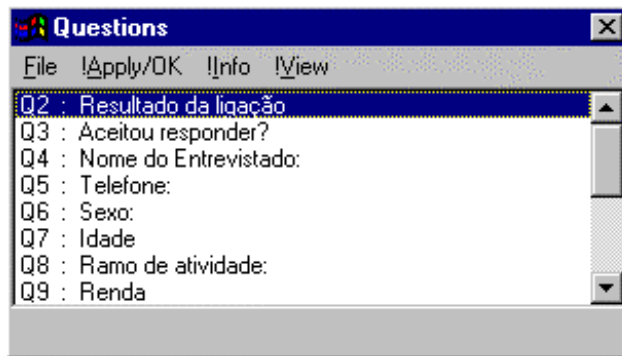 Questions
File !Apply/OK !Info !View
Q2 : Resultado da ligação
Q3 : Aceitou responder?
Q4 : Nome do Entrevistado:
Q5 : Telefone:
Q6 : Sexo:
Q7 : Idade
Q8 : Ramo de atividade:
Q9 : Renda